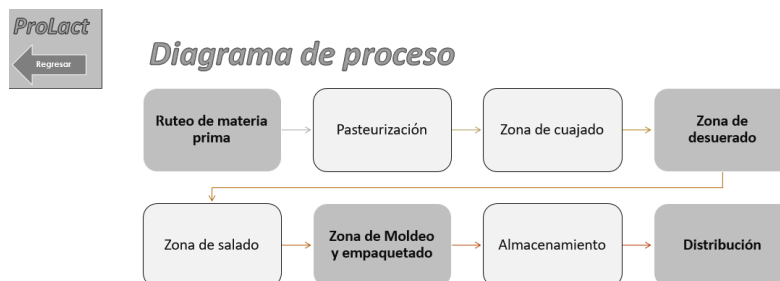 ProLact
Regresar
Diagrama de proceso
Ruteo de materia
prima
Pasteurización
Zona de cuajado
Zona de
desuerado
Zona de salado
Zona de Moldeo
y empaquetado
Almacenamiento
Distribución